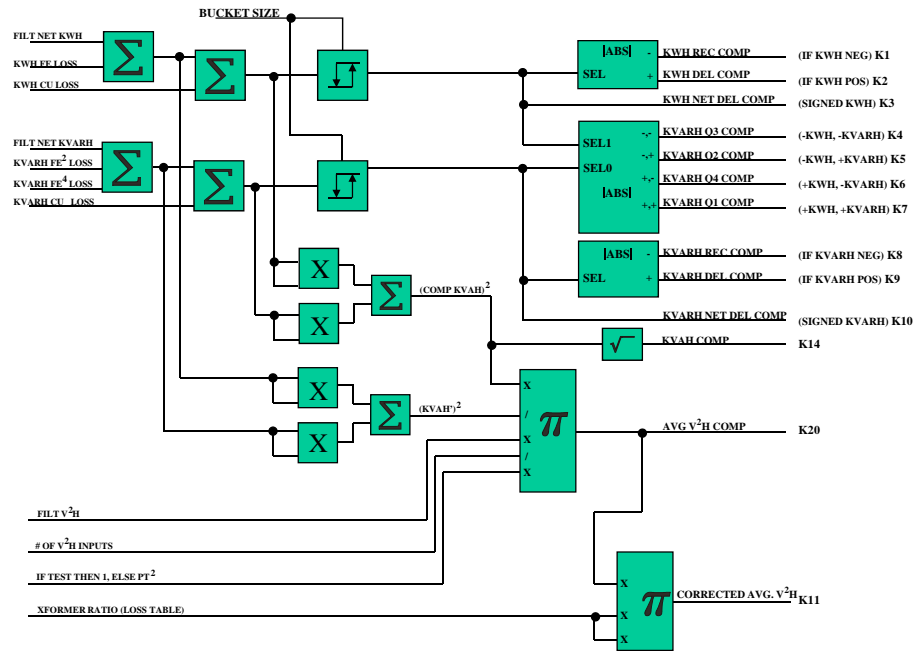 BUCKET SIZE
FILT NET KWH
KWH FE LOSS
KWH CU LOSS
Σ
Σ
|ABS|
-
SEL
+
KWH REC COMP
(IF KWH NEG) K1
KWH DEL COMP
(IF KWH POS) K2
KWH NET DEL COMP
(SIGNED KWH) K3
FILT NET KVARH
KVARH FE² LOSS
KVARH FE⁴ LOSS
KVARH CU LOSS
Σ
Σ
SEL1
SEL0
|ABS|
-,-
-,+
+,-
+,+
KVARH Q3 COMP
(-KWH, -KVARH) K4
KVARH Q2 COMP
(-KWH, +KVARH) K5
KVARH Q4 COMP
(+KWH, -KVARH) K6
KVARH Q1 COMP
(+KWH, +KVARH) K7
|ABS|
-
SEL
+
KVARH REC COMP
(IF KVARH NEG) K8
KVARH DEL COMP
(IF KVARH POS) K9
KVARH NET DEL COMP
(SIGNED KVARH) K10
X
X
Σ
(COMP KVAH)²
√
KVAH COMP
K14
X
X
Σ
(KVAH')²
X
/
X
/
X
π
AVG V²H COMP
K20
FILT V²H
# OF V²H INPUTS
IF TEST THEN 1, ELSE PT²
XFORMER RATIO (LOSS TABLE)
X
X
X
π
CORRECTED AVG. V²H
K11